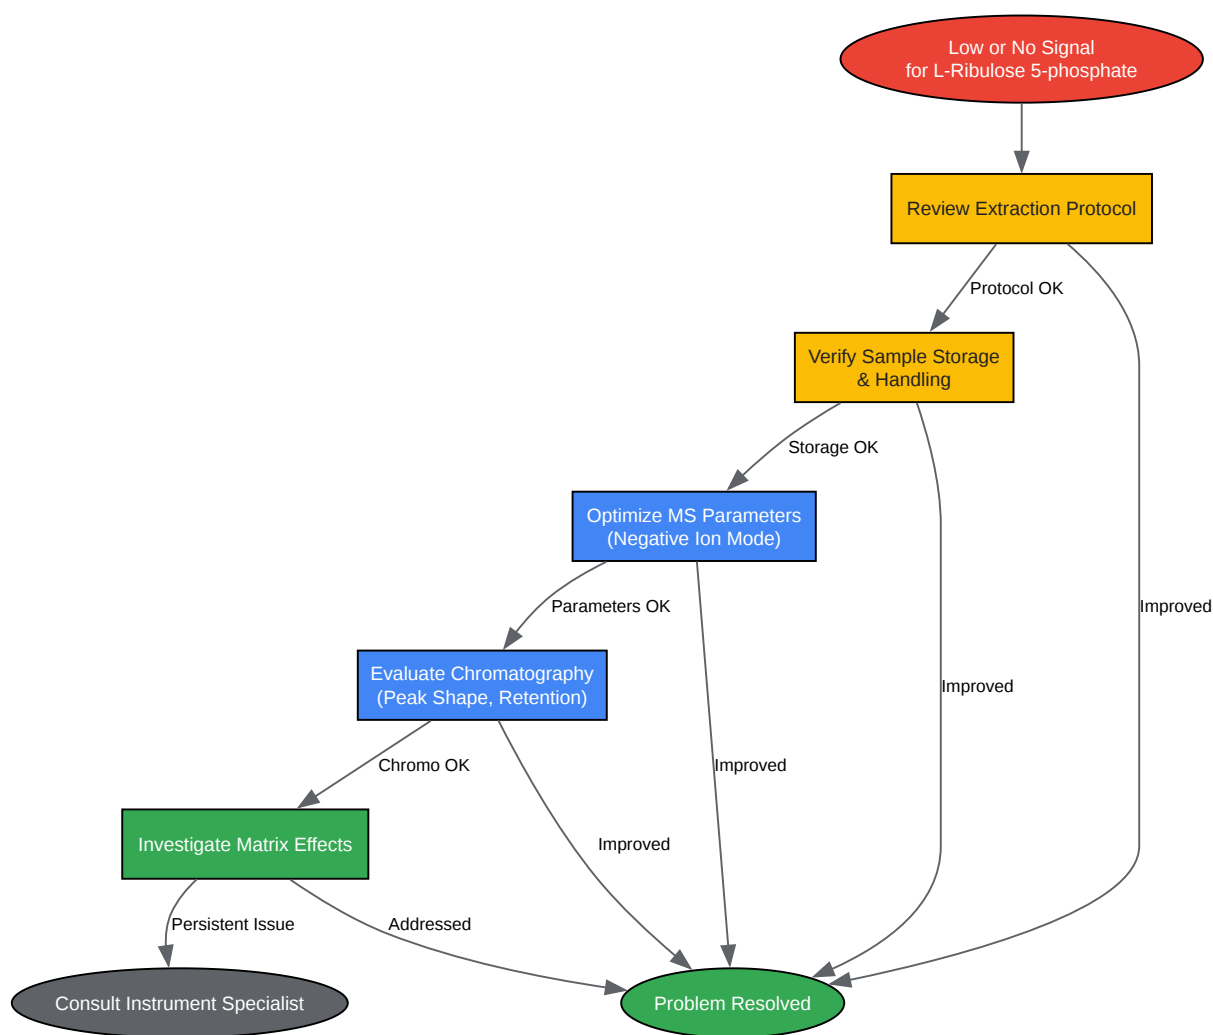 Low or No Signal
for L-Ribulose 5-phosphate
Review Extraction Protocol
Protocol OK
Verify Sample Storage
& Handling
Storage OK
Optimize MS Parameters
(Negative Ion Mode)
Parameters OK
Improved
Evaluate Chromatography
(Peak Shape, Retention)
Improved
Chromo OK
Improved
Investigate Matrix Effects
Improved
Persistent Issue
Addressed
Consult Instrument Specialist
Problem Resolved